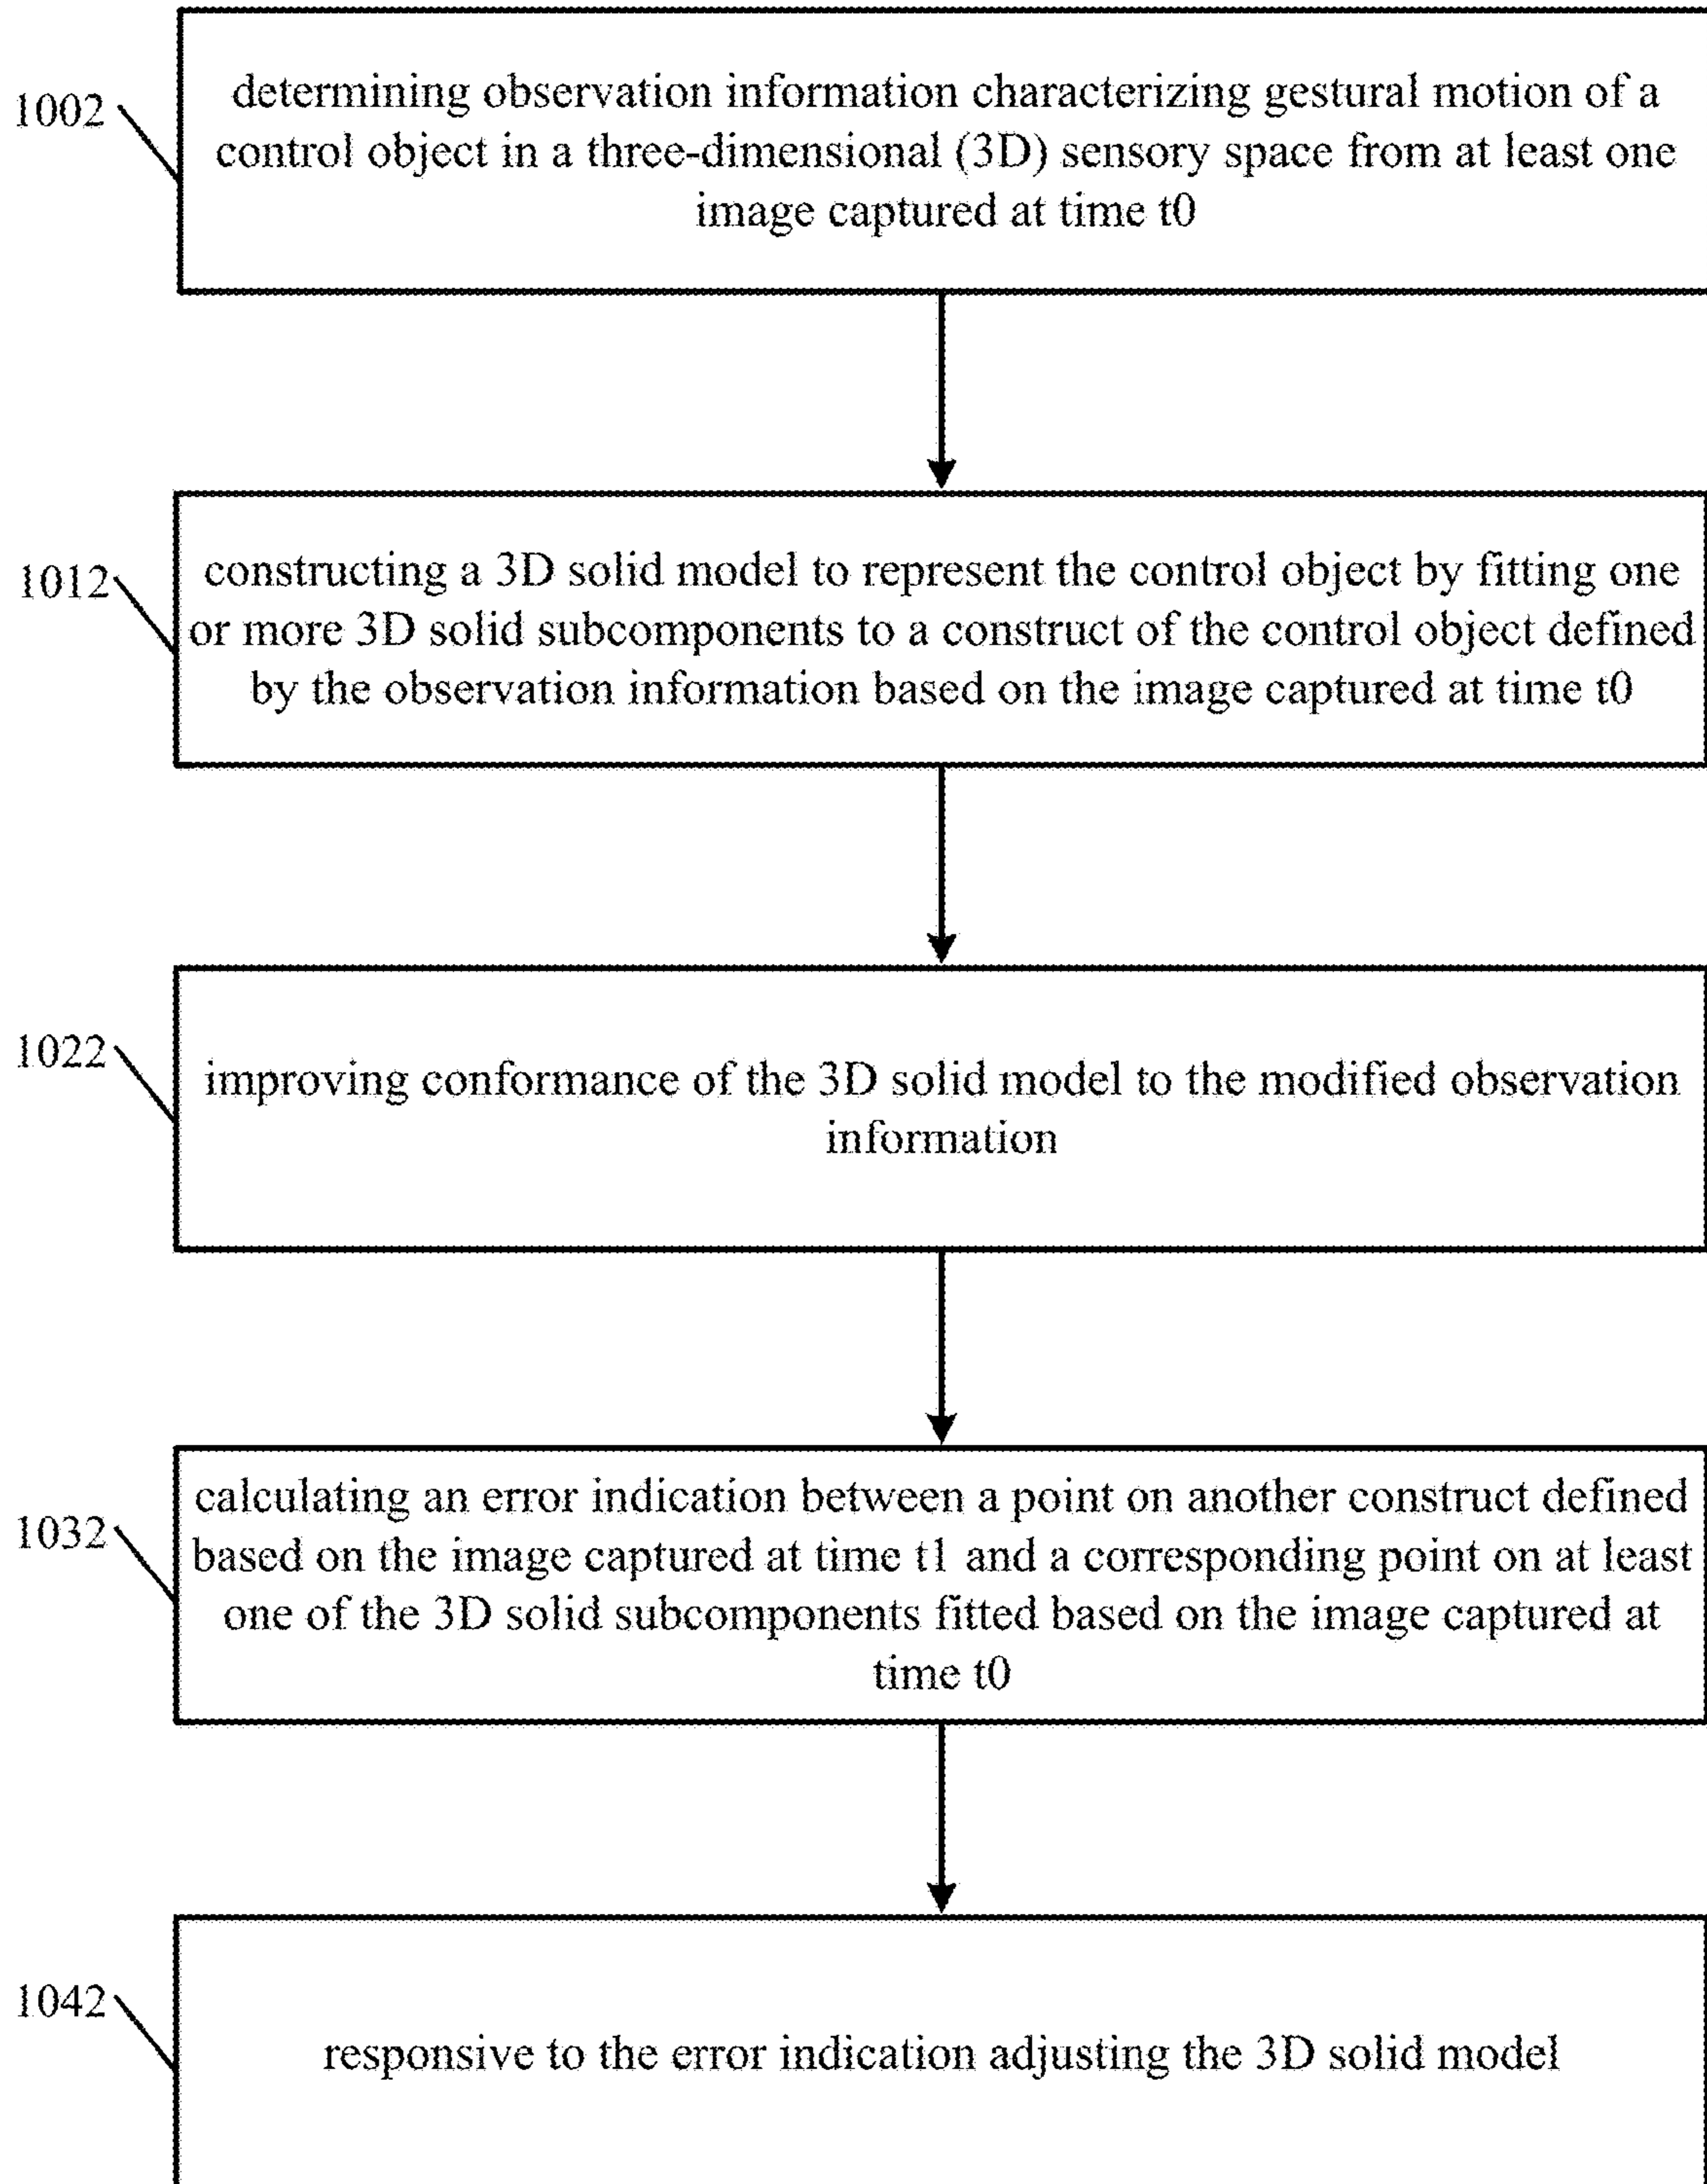 1002
determining observation information characterizing gestural motion of a
control object in a three-dimensional (3D) sensory space from at least one
image captured at time t0
1012
constructing a 3D solid model to represent the control object by fitting one
or more 3D solid subcomponents to a construct of the control object defined
by the observation information based on the image captured at time t0
1022
improving conformance of the 3D solid model to the modified observation
information
1032
calculating an error indication between a point on another construct defined
based on the image captured at time t1 and a corresponding point on at least
one of the 3D solid subcomponents fitted based on the image captured at
time t0
1042
responsive to the error indication adjusting the 3D solid model